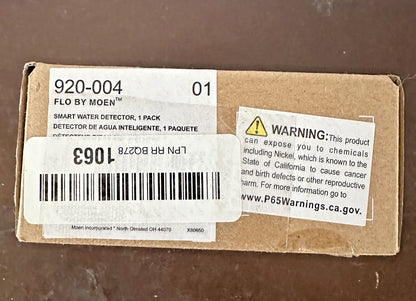 920-004 01
FLO BY MOEN™
SMART WATER DETECTOR, 1 PACK
DETECTOR DE AGUA INTELIGENTE, 1 PAQUETE
1063
LPN RR BQ278
Moen Incorporated * North Olmsted OH 44070 X80650
WARNING: This product
can expose you to chemicals
including Nickel, which is known to the
State of California to cause cancer
and birth defects or other reproductive
harm. For more information go to
www.P65Warnings.ca.gov.